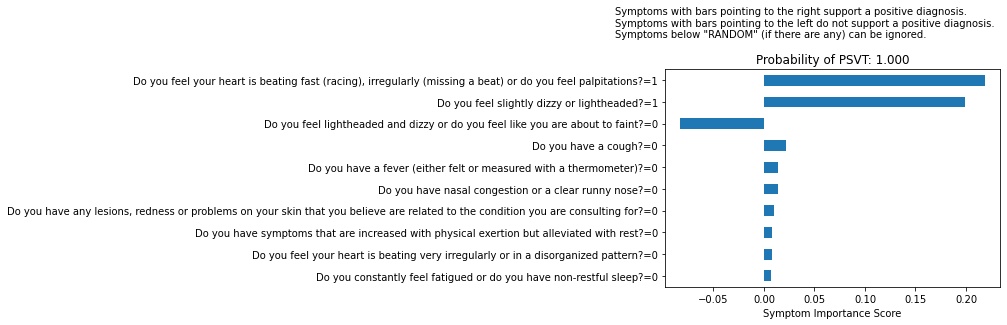 Symptoms with bars pointing to the right support a positive diagnosis.
Symptoms with bars pointing to the left do not support a positive diagnosis.
Symptoms below "RANDOM" (if there are any) can be ignored.
Probability of PSVT: 1.000
Do you feel your heart is beating fast (racing), irregularly (missing a beat) or do you feel palpitations?=1
Do you feel slightly dizzy or lightheaded?=1
Do you feel lightheaded and dizzy or do you feel like you are about to faint?=0
Do you have a cough?=0
Do you have a fever (either felt or measured with a thermometer)?=0
Do you have nasal congestion or a clear runny nose?=0
Do you have any lesions, redness or problems on your skin that you believe are related to the condition you are consulting for?=0
Do you have symptoms that are increased with physical exertion but alleviated with rest?=0
Do you feel your heart is beating very irregularly or in a disorganized pattern?=0
Do you constantly feel fatigued or do you have non-restful sleep?=0
−0.05 0.00 0.05 0.10 0.15 0.20
Symptom Importance Score